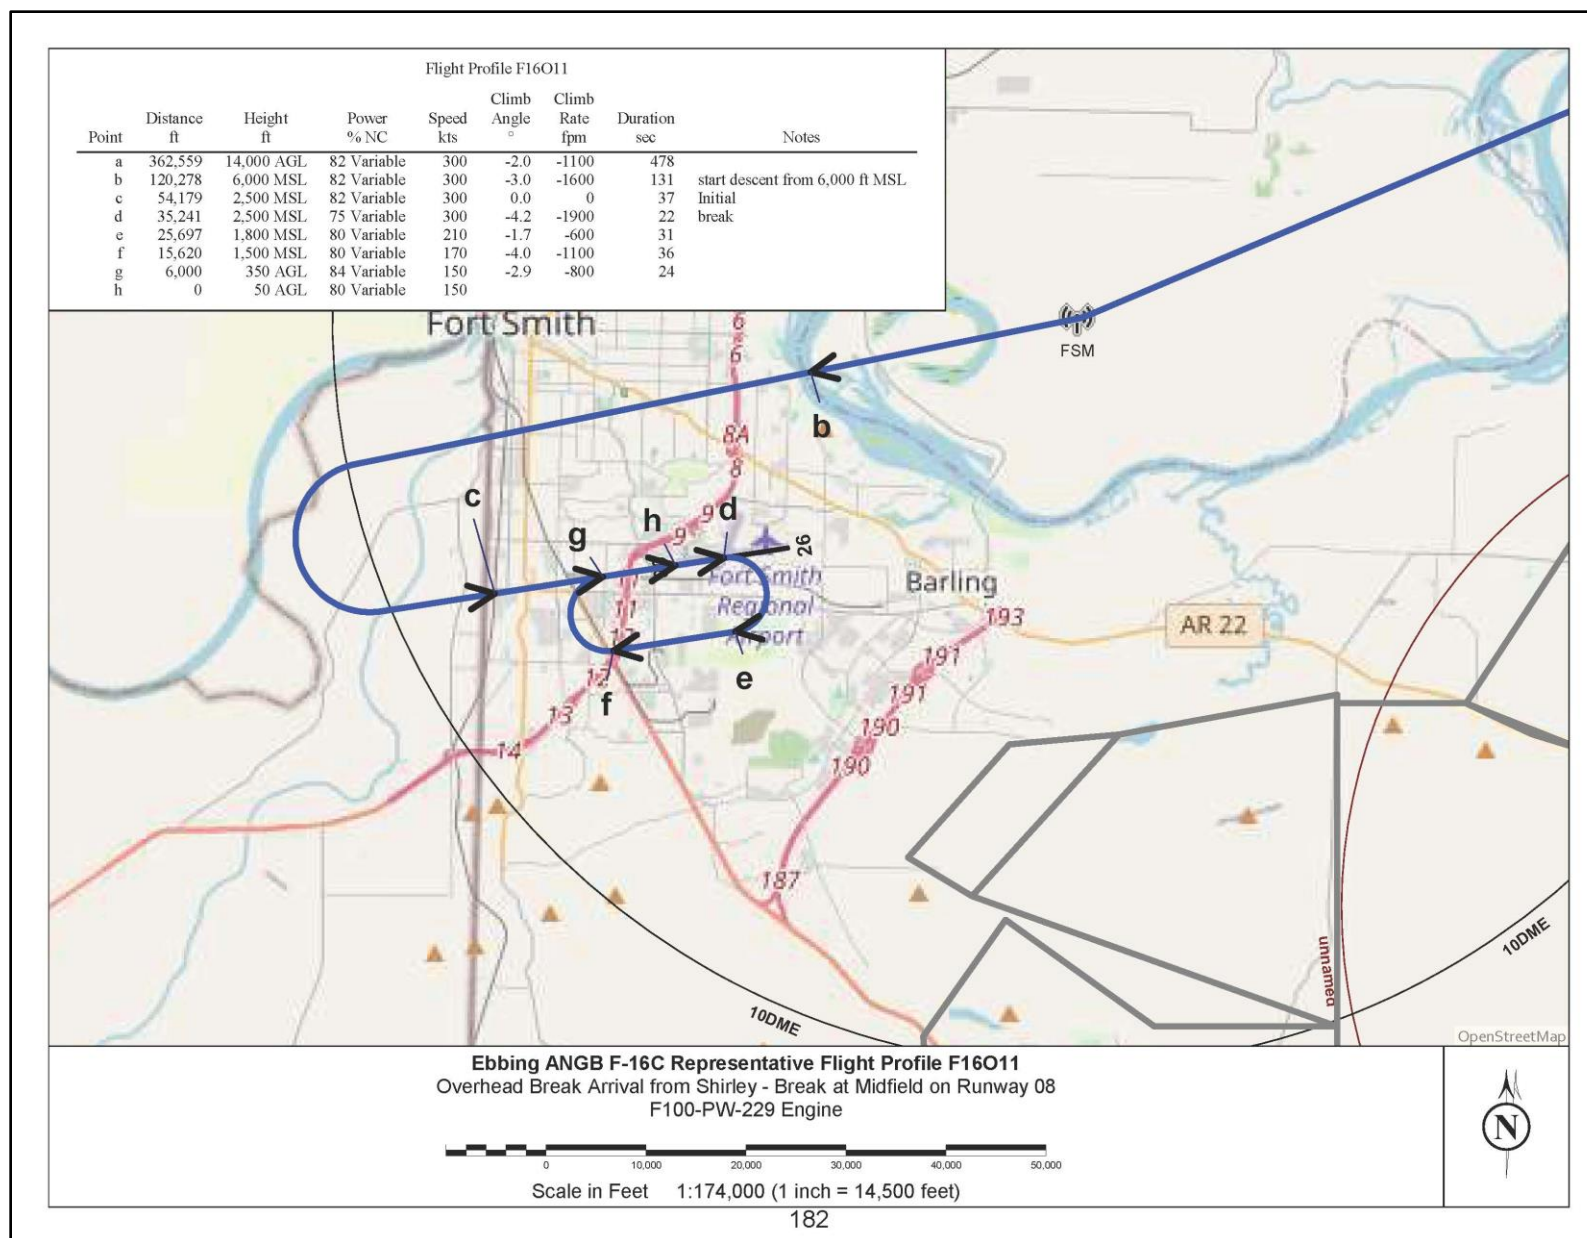 Flight Profile F16O11
Climb Climb
Distance Height Power Speed Angle Rate Duration
Point ft ft % NC kts ° fpm sec Notes
a 362,559 14,000 AGL 82 Variable 300 -2.0 -1100 478
b 120,278 6,000 MSL 82 Variable 300 -3.0 -1600 131 start descent from 6,000 ft MSL
c 54,179 2,500 MSL 82 Variable 300 0.0 0 37 Initial
d 35,241 2,500 MSL 75 Variable 300 -4.2 -1900 22 break
e 25,697 1,800 MSL 80 Variable 210 -1.7 -600 31
f 15,620 1,500 MSL 80 Variable 170 -4.0 -1100 36
g 6,000 350 AGL 84 Variable 150 -2.9 -800 24
h 0 50 AGL 80 Variable 150
Fort Smith
6
6
FSM
b
8A
8
c
9
d
h
9
g
26
Fort Smith
Regional
Airport
Barling
11
193
AR 22
12
191
e
12
f
191
13
190
14
190
187
unnamed
10DME
10DME
OpenStreetMap
Ebbing ANGB F-16C Representative Flight Profile F16O11
Overhead Break Arrival from Shirley - Break at Midfield on Runway 08
F100-PW-229 Engine
0 10,000 20,000 30,000 40,000 50,000
Scale in Feet 1:174,000 (1 inch = 14,500 feet)
N
182